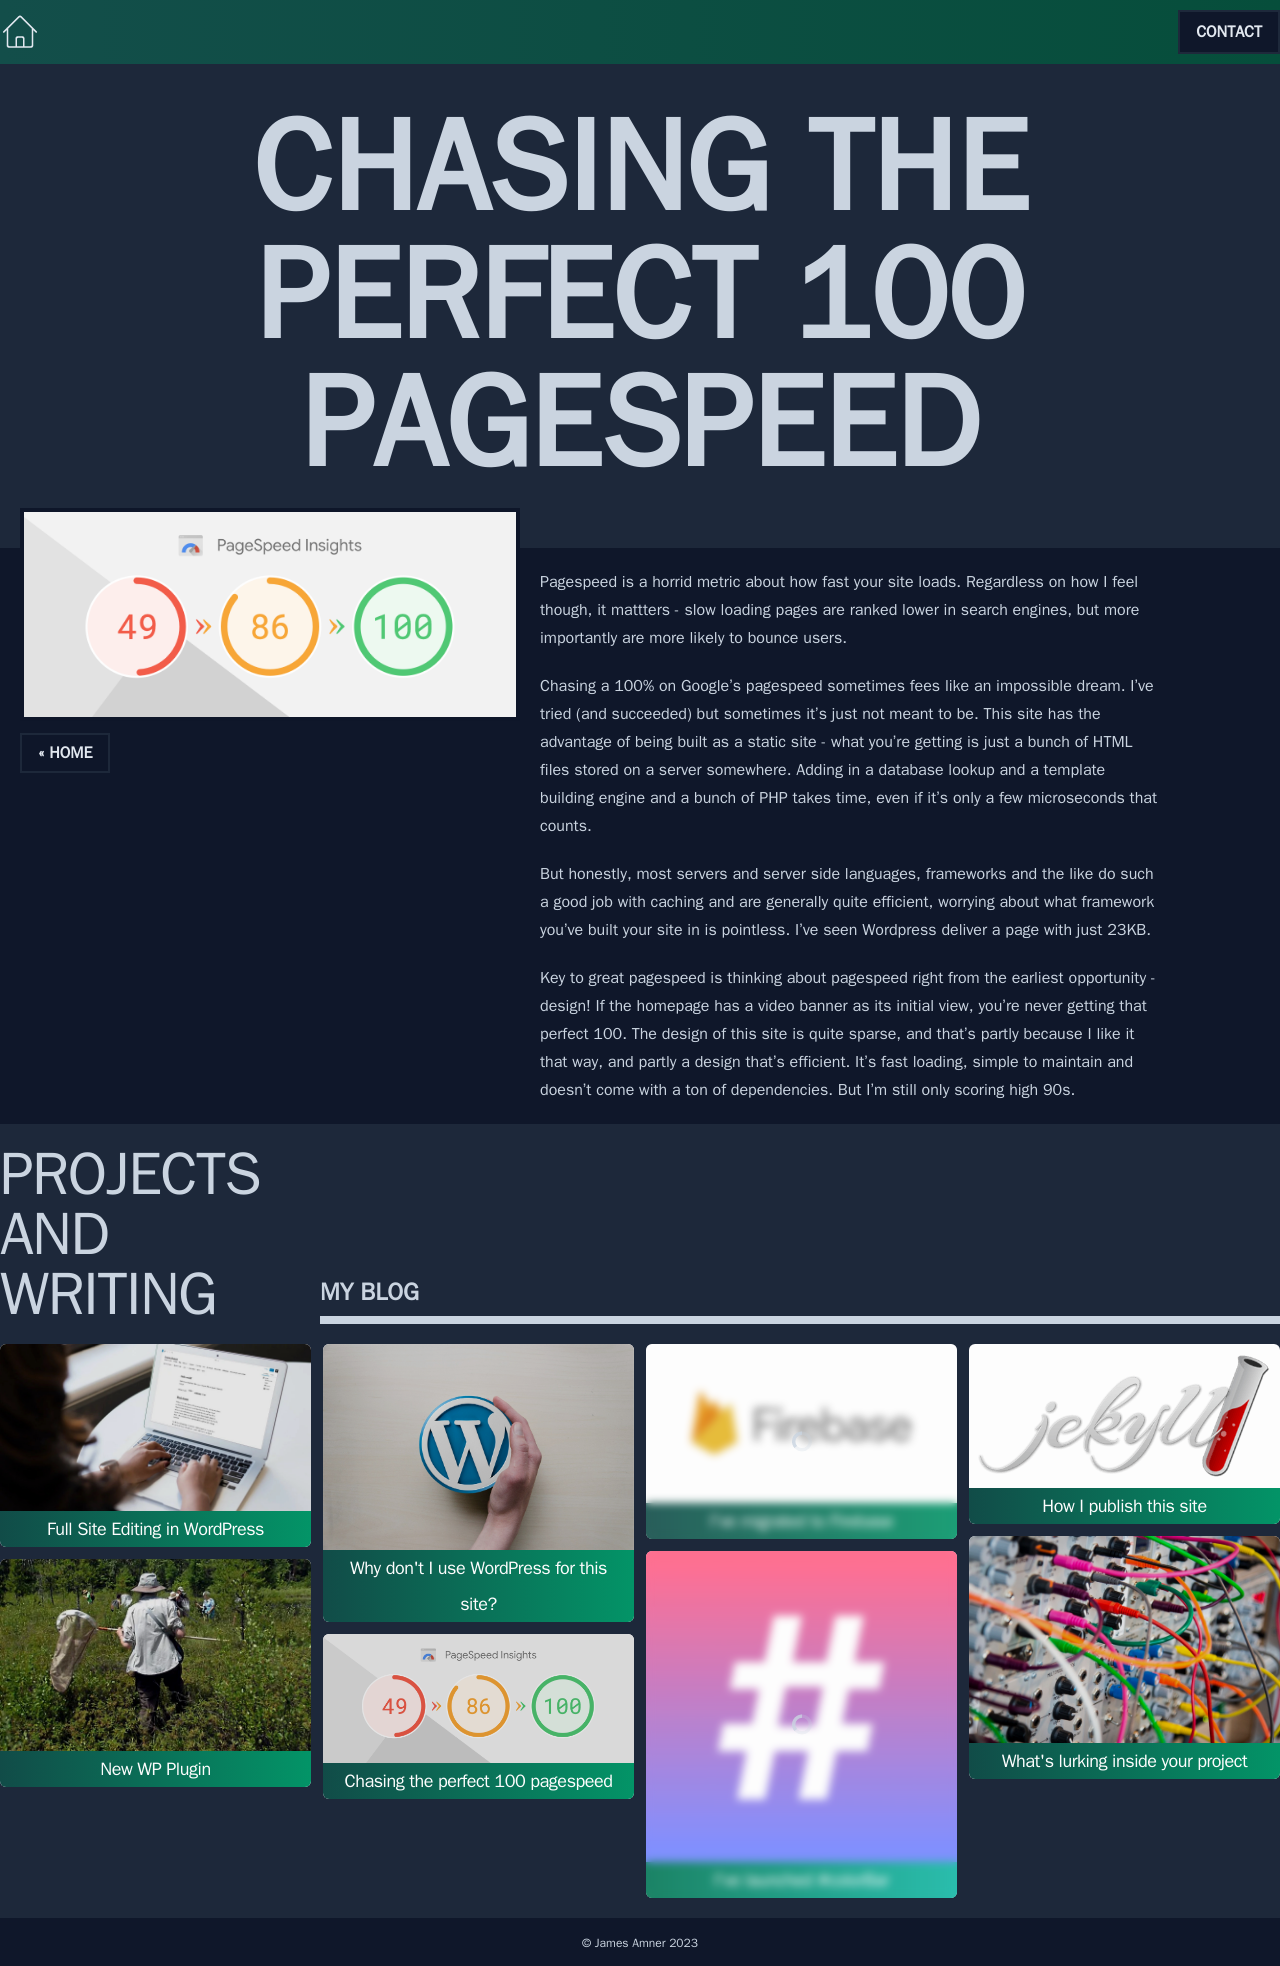 CONTACT
CHASING THE
PERFECT 100
PAGESPEED
PageSpeed Insights
49 » 86 » 100
« HOME
Pagespeed is a horrid metric about how fast your site loads. Regardless on how I feel
though, it mattters - slow loading pages are ranked lower in search engines, but more
importantly are more likely to bounce users.
Chasing a 100% on Google's pagespeed sometimes fees like an impossible dream. I've
tried (and succeeded) but sometimes it's just not meant to be. This site has the
advantage of being built as a static site - what you're getting is just a bunch of HTML
files stored on a server somewhere. Adding in a database lookup and a template
building engine and a bunch of PHP takes time, even if it's only a few microseconds that
counts.
But honestly, most servers and server side languages, frameworks and the like do such
a good job with caching and are generally quite efficient, worrying about what framework
you've built your site in is pointless. I've seen Wordpress deliver a page with just 23KB.
Key to great pagespeed is thinking about pagespeed right from the earliest opportunity -
design! If the homepage has a video banner as its initial view, you're never getting that
perfect 100. The design of this site is quite sparse, and that's partly because I like it
that way, and partly a design that's efficient. It's fast loading, simple to maintain and
doesn't come with a ton of dependencies. But I'm still only scoring high 90s.
PROJECTS
AND
WRITING
MY BLOG
Full Site Editing in WordPress
New WP Plugin
Why don't I use WordPress for this
site?
PageSpeed Insights
49 » 86 » 100
Chasing the perfect 100 pagespeed
Firebase
I've migrated to Firebase
#
I've launched
jekyll
How I publish this site
What's lurking inside your project
© James Amner 2023